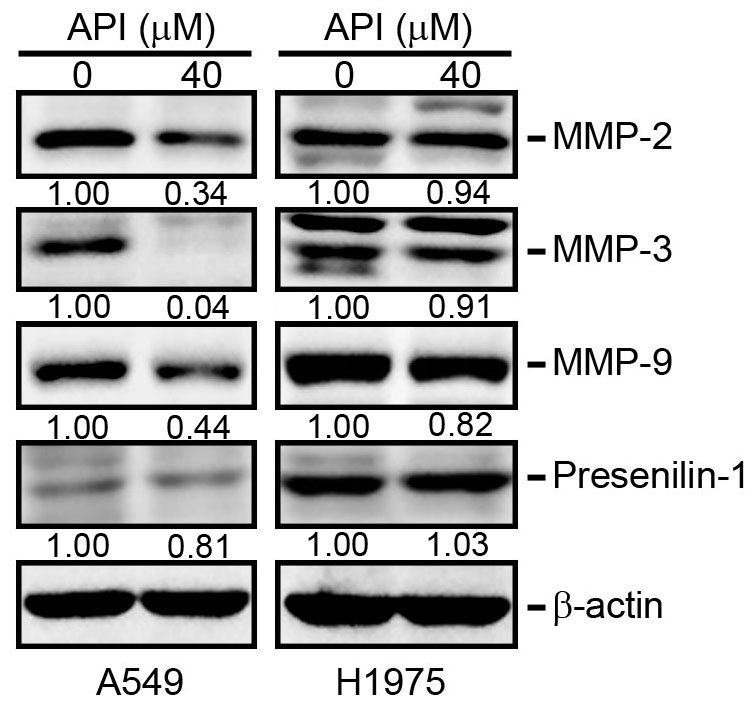 API (μM) API (μM)
0 40 0 40
MMP-2
1.00 0.34 1.00 0.94
MMP-3
1.00 0.04 1.00 0.91
MMP-9
1.00 0.44 1.00 0.82
Presenilin-1
1.00 0.81 1.00 1.03
β-actin
A549 H1975